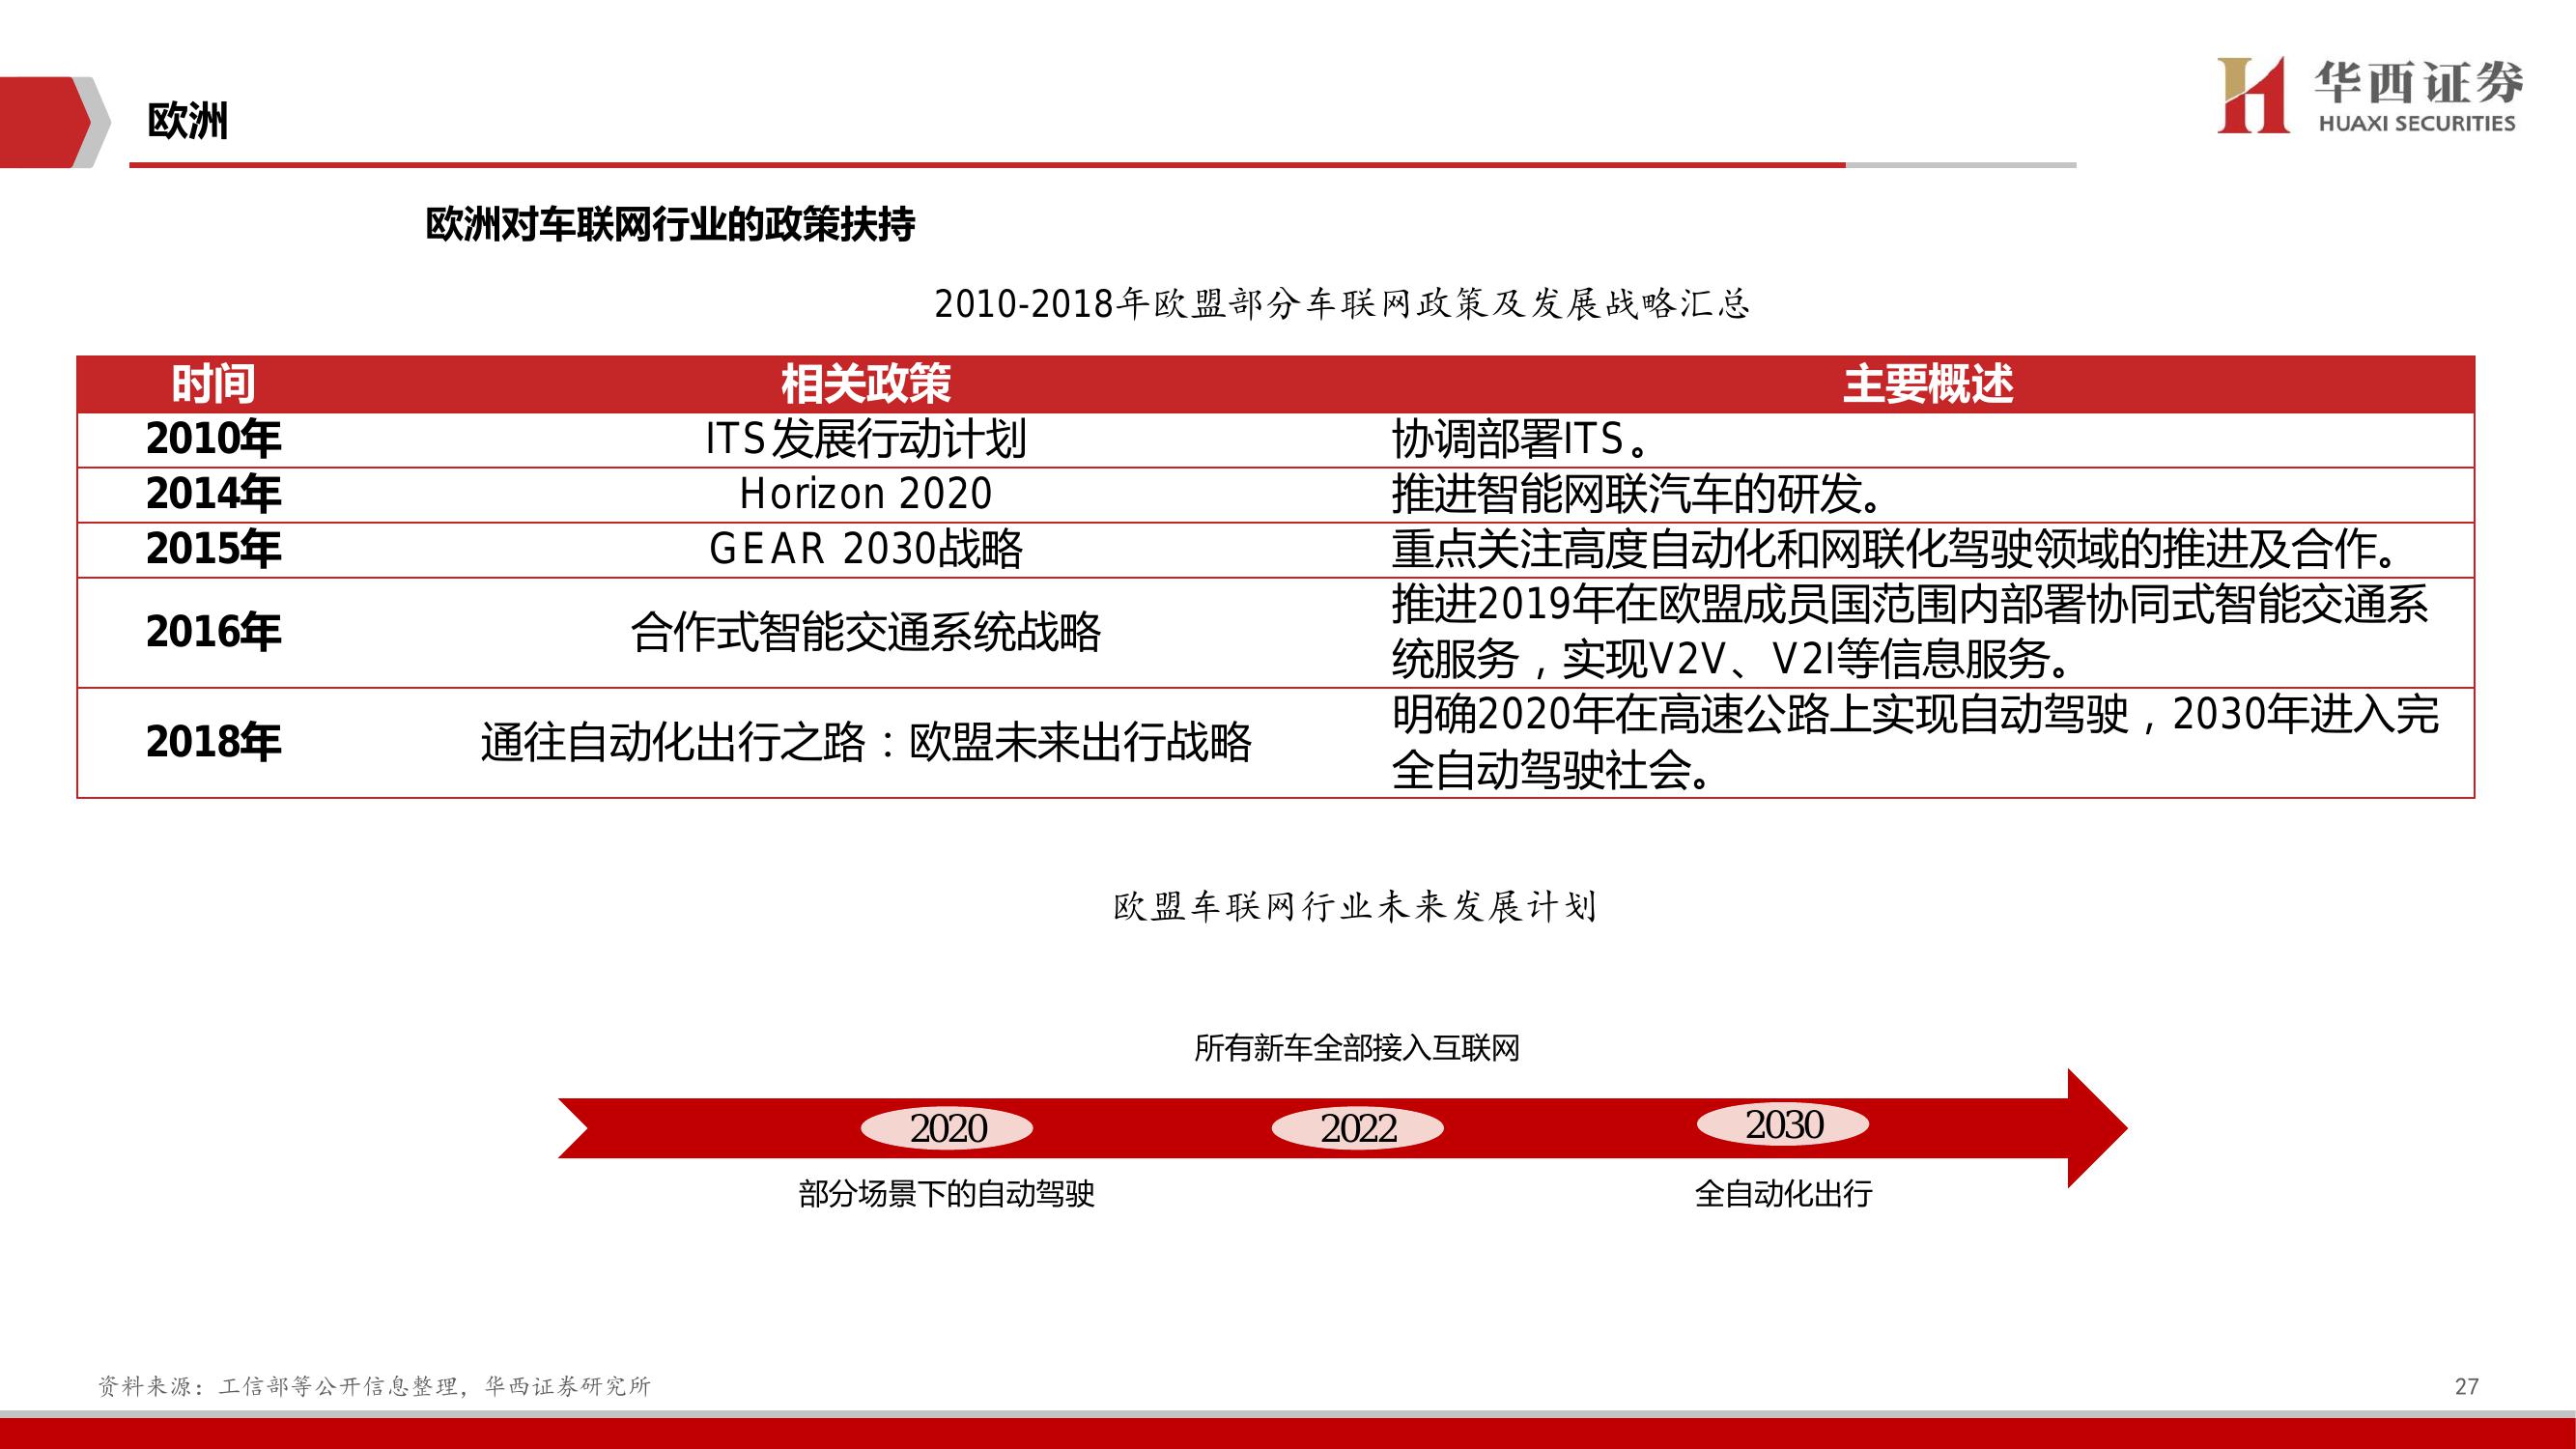 欧洲
华西证券
HUAXI SECURITIES
欧洲对车联网行业的政策扶持
2010-2018年欧盟部分车联网政策及发展战略汇总
时间 相关政策 主要概述
2010年 ITS发展行动计划 协调部署ITS。
2014年 Horizon 2020 推进智能网联汽车的研发。
2015年 GEAR 2030战略 重点关注高度自动化和网联化驾驶领域的推进及合作。
2016年 合作式智能交通系统战略 推进2019年在欧盟成员国范围内部署协同式智能交通系
统服务，实现V2V、V2I等信息服务。
2018年 通往自动化出行之路：欧盟未来出行战略 明确2020年在高速公路上实现自动驾驶，2030年进入完
全自动驾驶社会。
欧盟车联网行业未来发展计划
所有新车全部接入互联网
2020 2022 2030
部分场景下的自动驾驶 全自动化出行
资料来源：工信部等公开信息整理，华西证券研究所
27